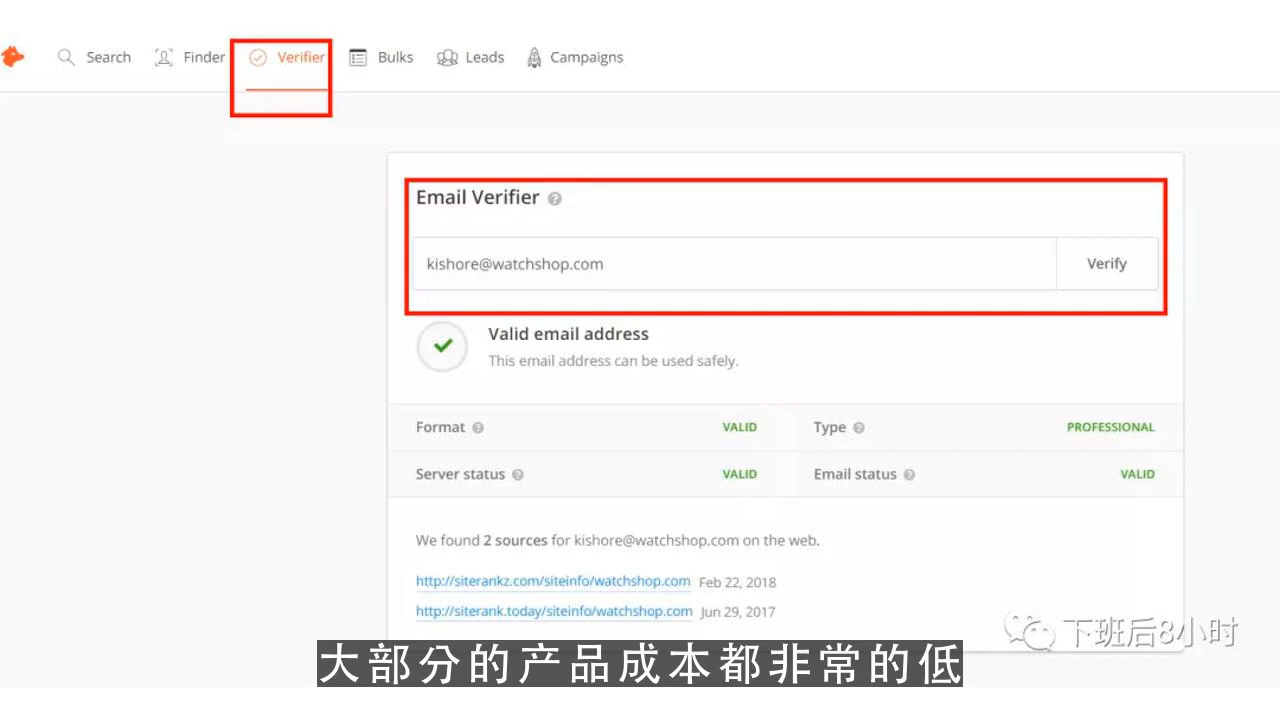 Search Finder Verifier Bulks Leads Campaigns
Email Verifier ?
kishore@watchshop.com Verify
Valid email address
This email address can be used safely.
Format ? VALID Type ? PROFESSIONAL
Server status ? VALID Email status ? VALID
We found 2 sources for kishore@watchshop.com on the web.
http://siterankz.com/siteinfo/watchshop.com Feb 22, 2018
http://siterank.today/siteinfo/watchshop.com Jun 29, 2017
下班后8小时
大部分的产品成本都非常的低